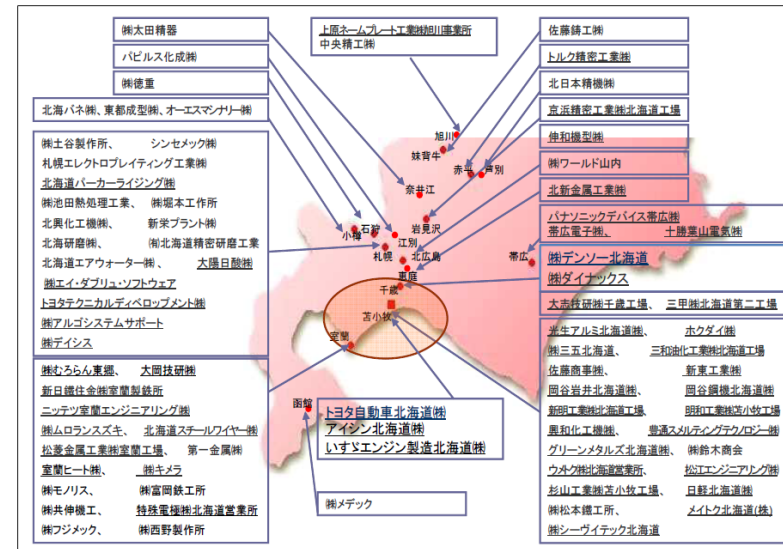 ㈱太田精器
パピルス化成㈱
㈱徳重
北海バネ㈱、東都成型㈱、オーエスマシナリー㈱
㈱土谷製作所、 シンセメック㈱
札幌エレクトロプレイティング工業㈱
北海道パーカーライジング㈱
㈱池田熱処理工業、 ㈱堀本工作所
北興化工機㈱、 新栄プラント㈱
北海研磨㈱、 ㈲北海道精密研磨工業
北海道エアウォーター㈱、 大陽日酸㈱
㈱エイ・ダブリュ・ソフトウェア
トヨタテクニカルディベロップメント㈱
㈱アルゴシステムサポート
㈱デイシス
㈱むろらん東郷、 大岡技研㈱
新日鐵住金㈱室蘭製鉄所
ニッテツ室蘭エンジニアリング㈱
㈱ムロランスズキ、 北海道スチールワイヤー㈱
松菱金属工業㈱室蘭工場、 第一金属㈱
室蘭ヒート㈱、 ㈱キメラ
㈱モノリス、 ㈱富岡鉄工所
㈱共伸機工、 特殊電極㈱北海道営業所
㈱フジメック、 ㈱西野製作所
上原ネームプレート工業㈱旭川事業所
中央精工㈱
旭川
妹背牛
赤平
芦別
奈井江
岩見沢
石狩
小樽
江別
札幌
北広島
恵庭
千歳
苫小牧
室蘭
函館
帯広
トヨタ自動車北海道㈱
アイシン北海道㈱
いすゞエンジン製造北海道㈱
㈱メデック
佐藤鋳工㈱
トルク精密工業㈱
北日本精機㈱
京浜精密工業㈱北海道工場
伸和機型㈱
㈱ワールド山内
北新金属工業㈱
パナソニックデバイス帯広㈱
帯広電子㈱、 十勝葉山電気㈱
㈱デンソー北海道
㈱ダイナックス
大志技研㈱千歳工場、 三甲㈱北海道第二工場
光生アルミ北海道㈱、 ホクダイ㈱
㈱三五北海道、 三和油化工業㈱北海道工場
佐藤商事㈱、 新東工業㈱
岡谷岩井北海道㈱、 岡谷鋼機北海道㈱
新明工業㈱北海道工場、 明和工業㈱苫小牧工場
興和化工機㈱、 豊通スメルティングテクノロジー㈱
グリーンメタルズ北海道㈱、 ㈱鈴木商会
ウメトク㈱北海道営業所、 松江エンジニアリング㈱
杉山工業㈱苫小牧工場、 日軽北海道㈱
㈱松本鐵工所、 メイトク北海道(株)
㈱シーヴイテック北海道